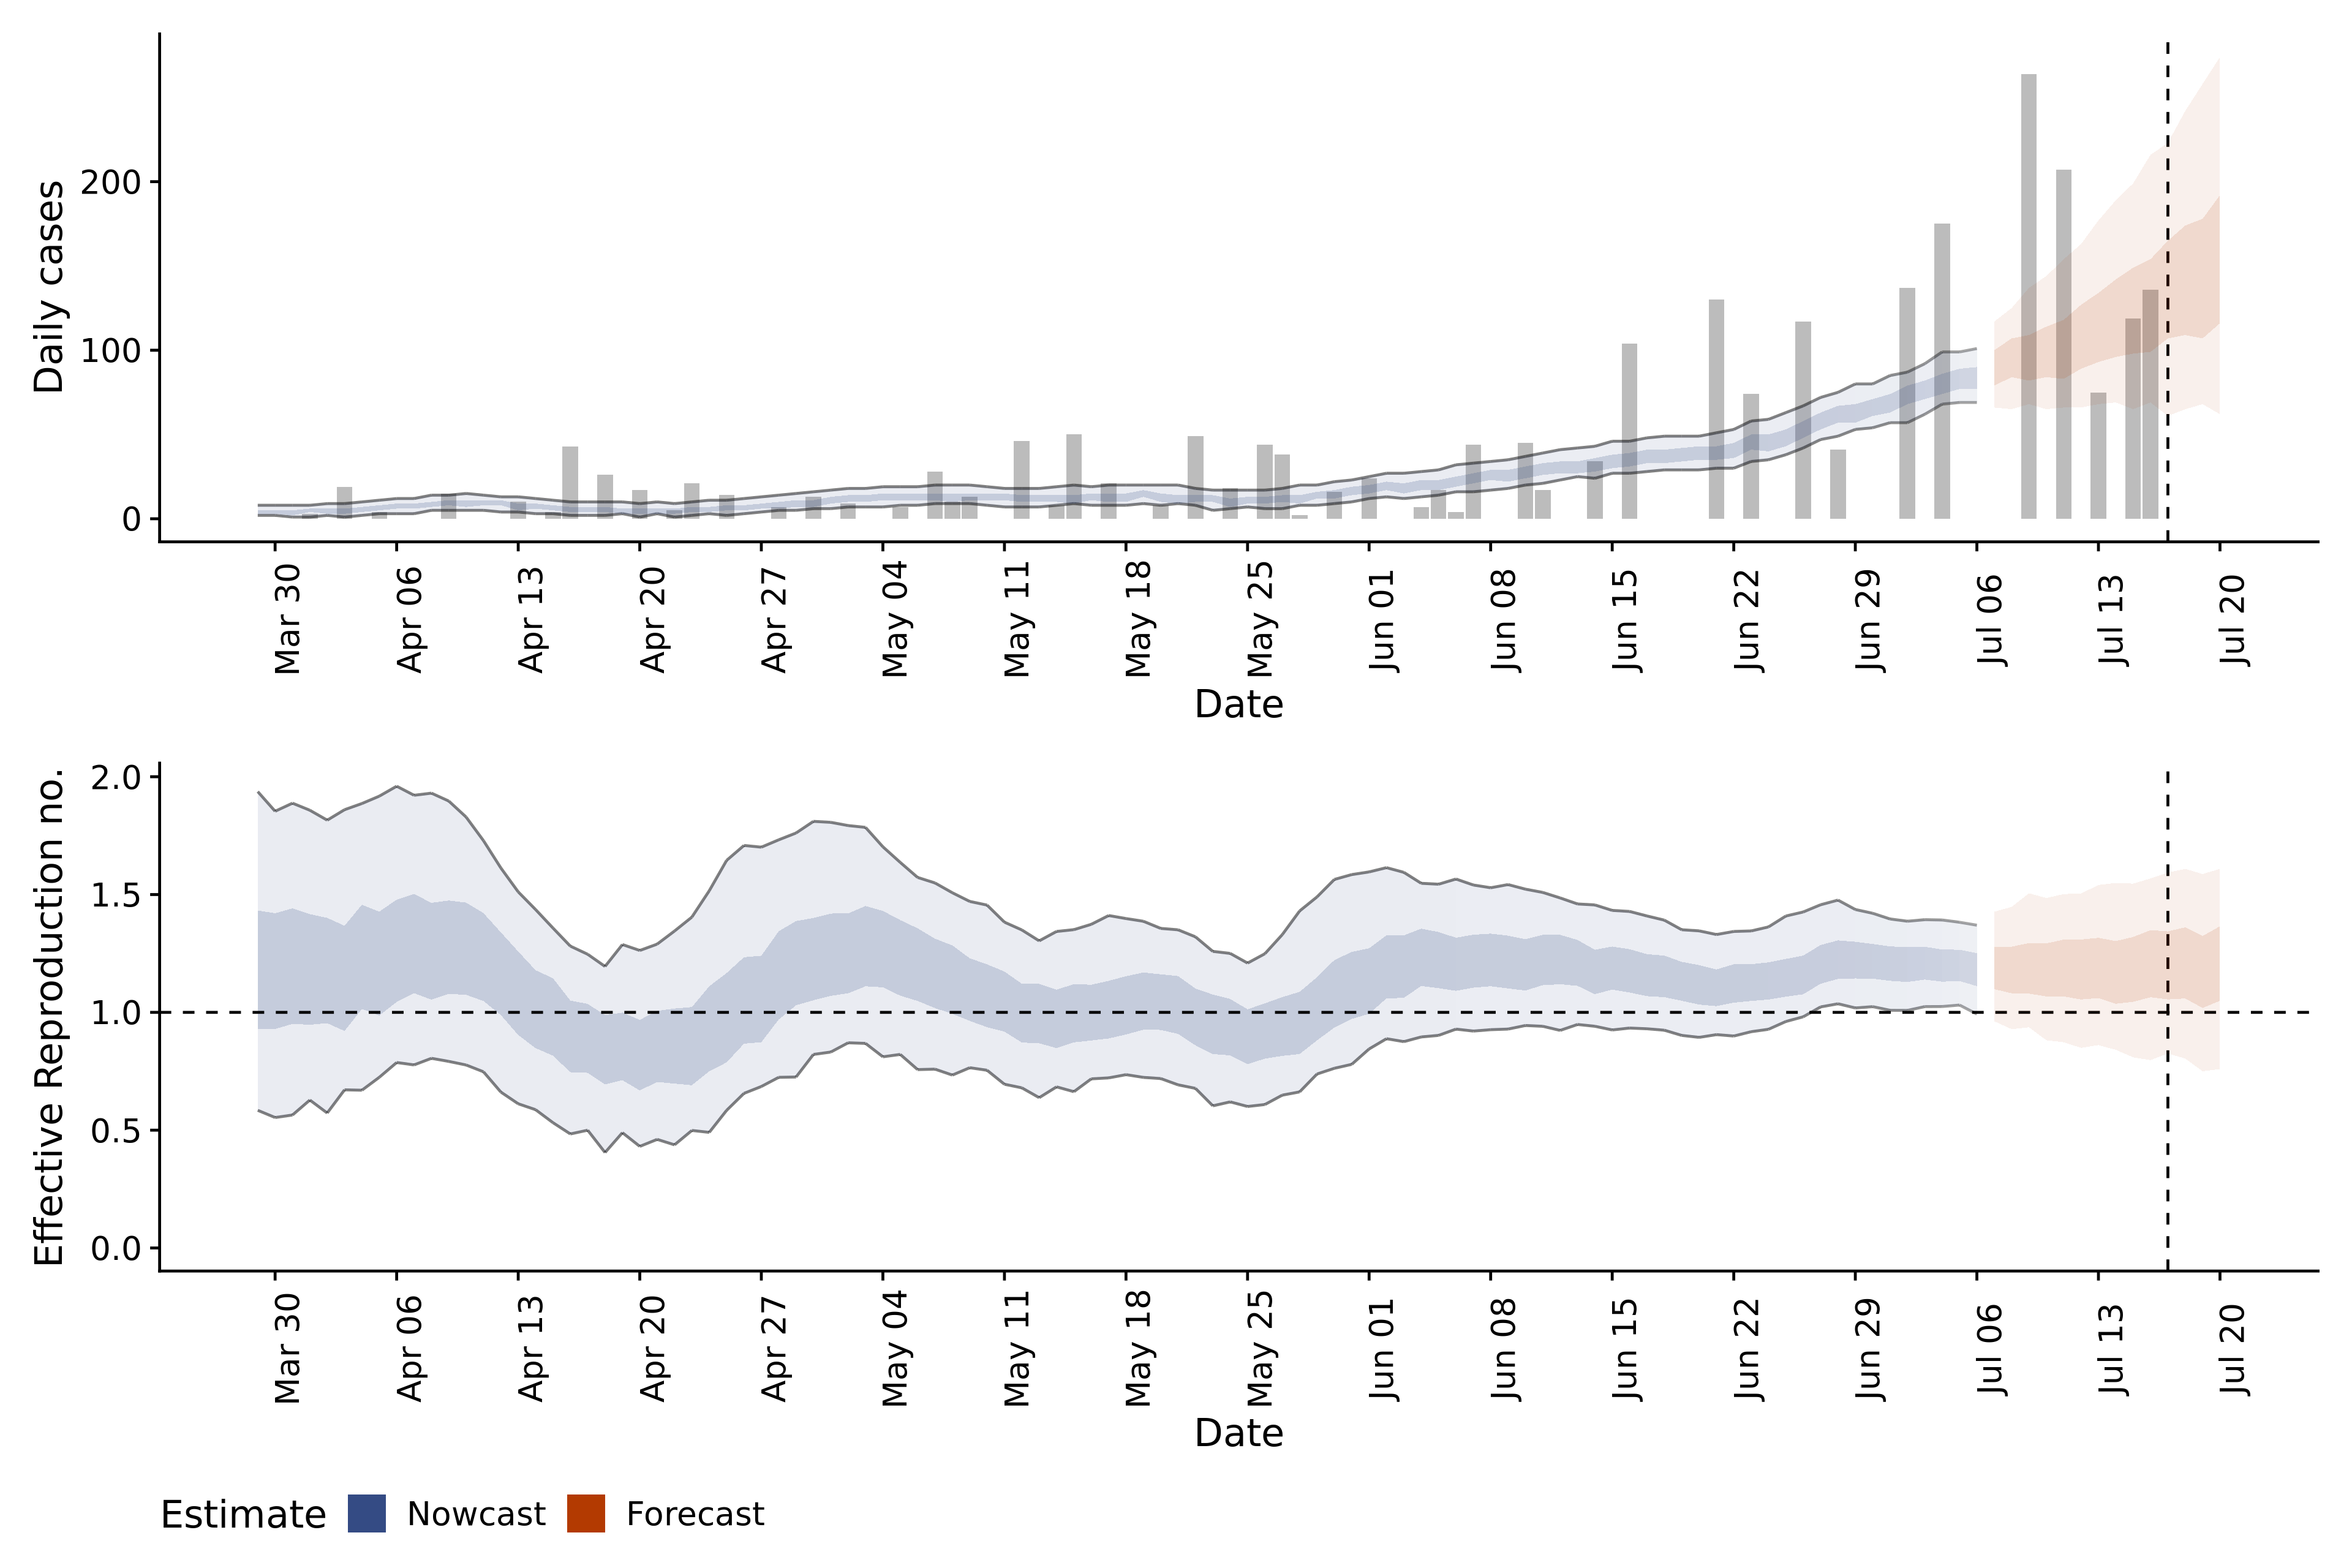 Daily cases
200
100
0
Mar 30
Apr 06
Apr 13
Apr 20
Apr 27
May 04
May 11
May 18
May 25
Jun 01
Jun 08
Jun 15
Jun 22
Jun 29
Jul 06
Jul 13
Jul 20
Date
Effective Reproduction no.
2.0
1.5
1.0
0.5
0.0
Mar 30
Apr 06
Apr 13
Apr 20
Apr 27
May 04
May 11
May 18
May 25
Jun 01
Jun 08
Jun 15
Jun 22
Jun 29
Jul 06
Jul 13
Jul 20
Date
Estimate Nowcast Forecast